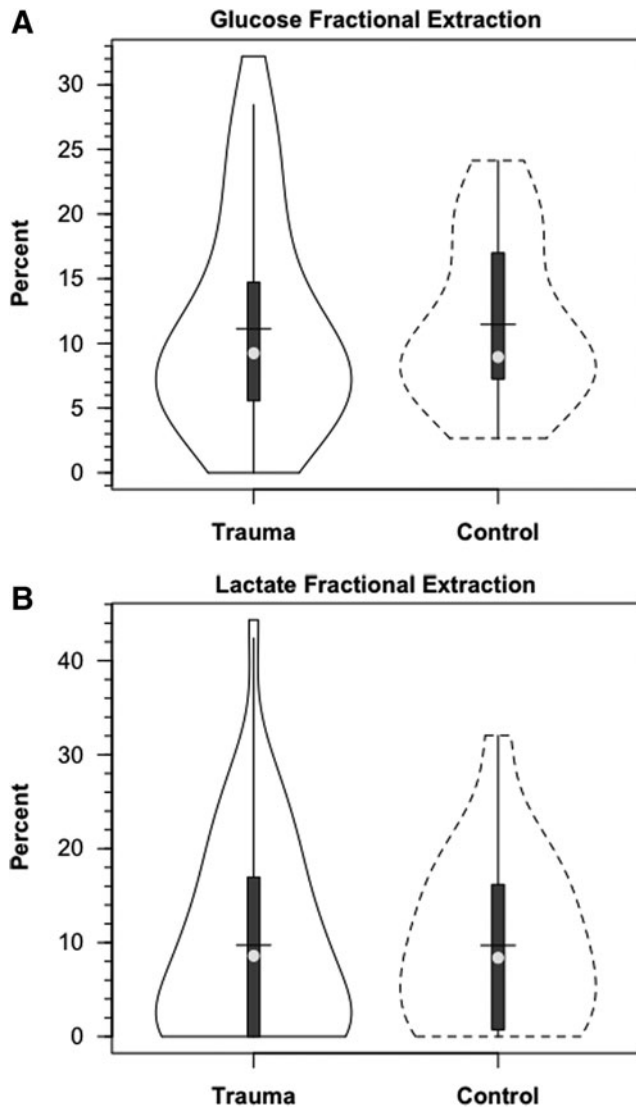 A
Glucose Fractional Extraction
30
25
20
15
10
5
0
Percent
Trauma Control
B
Lactate Fractional Extraction
40
30
20
10
0
Percent
Trauma Control